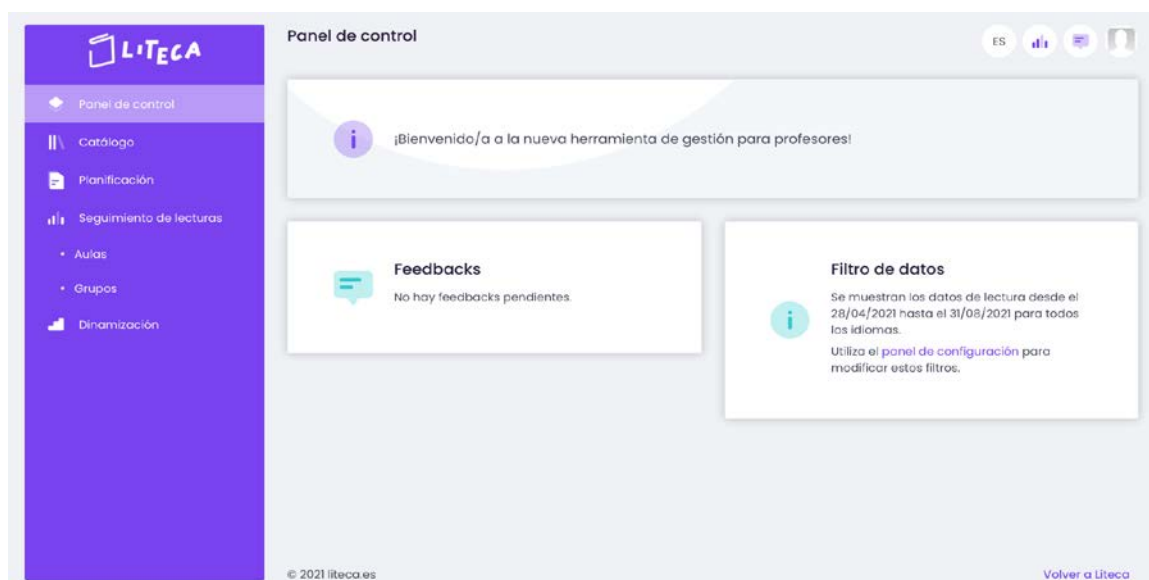 LITECA
Panel de control
Catálogo
Planificación
Seguimiento de lecturas
Aulas
Grupos
Dinamización
Panel de control
ES
¡Bienvenido/a a la nueva herramienta de gestión para profesores!
Feedbacks
No hay feedbacks pendientes.
Filtro de datos
Se muestran los datos de lectura desde el
28/04/2021 hasta el 31/08/2021 para todos
los idiomas.
Utiliza el panel de configuración para
modificar estos filtros.
© 2021 liteca.es
Volver a Liteca